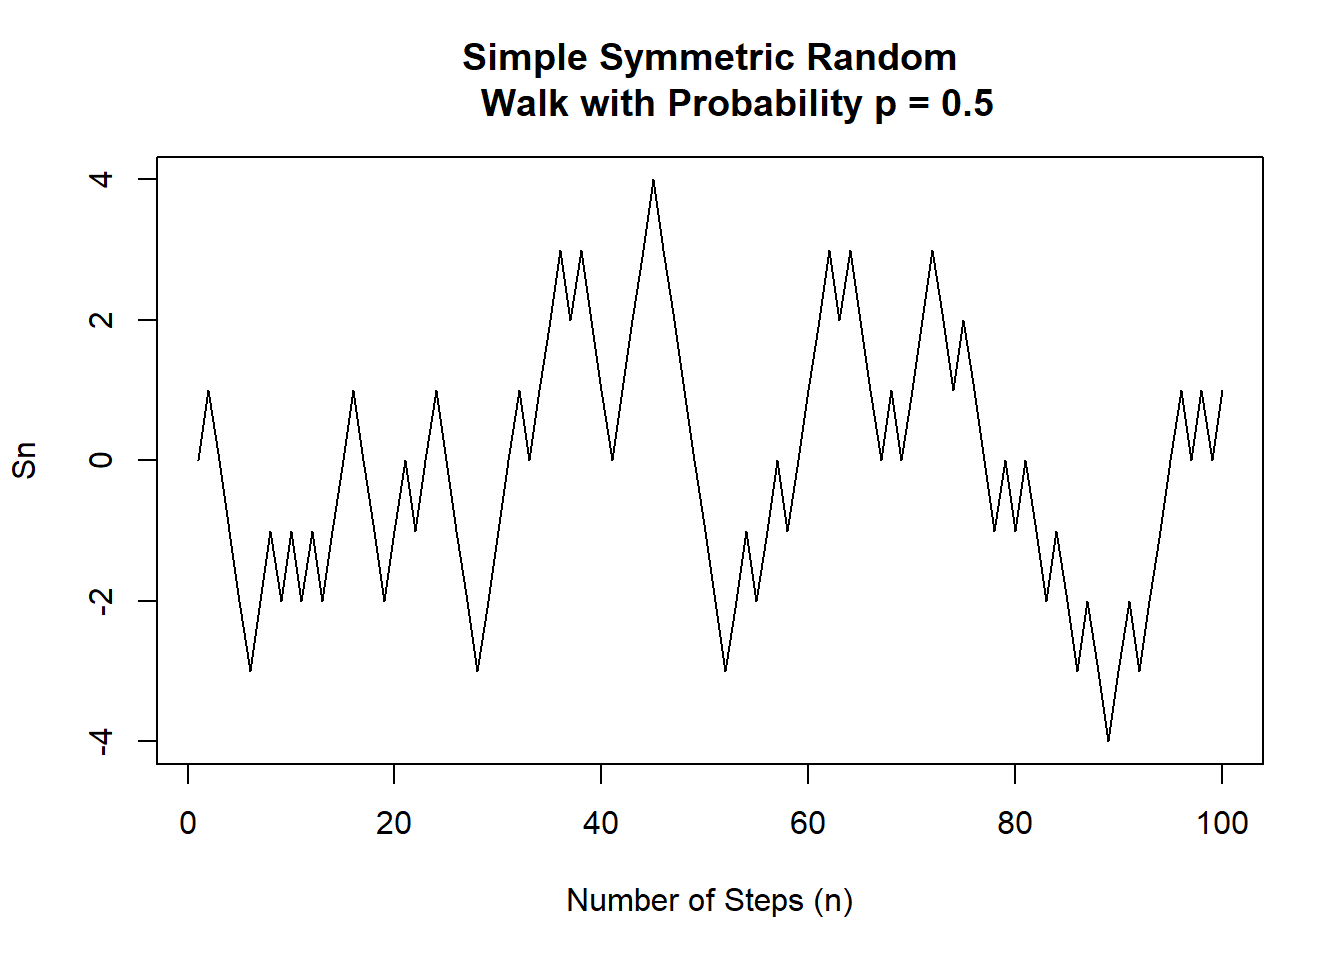 Simple Symmetric Random
Walk with Probability p = 0.5
4
2
0
-2
-4
Sn
0 20 40 60 80 100
Number of Steps (n)